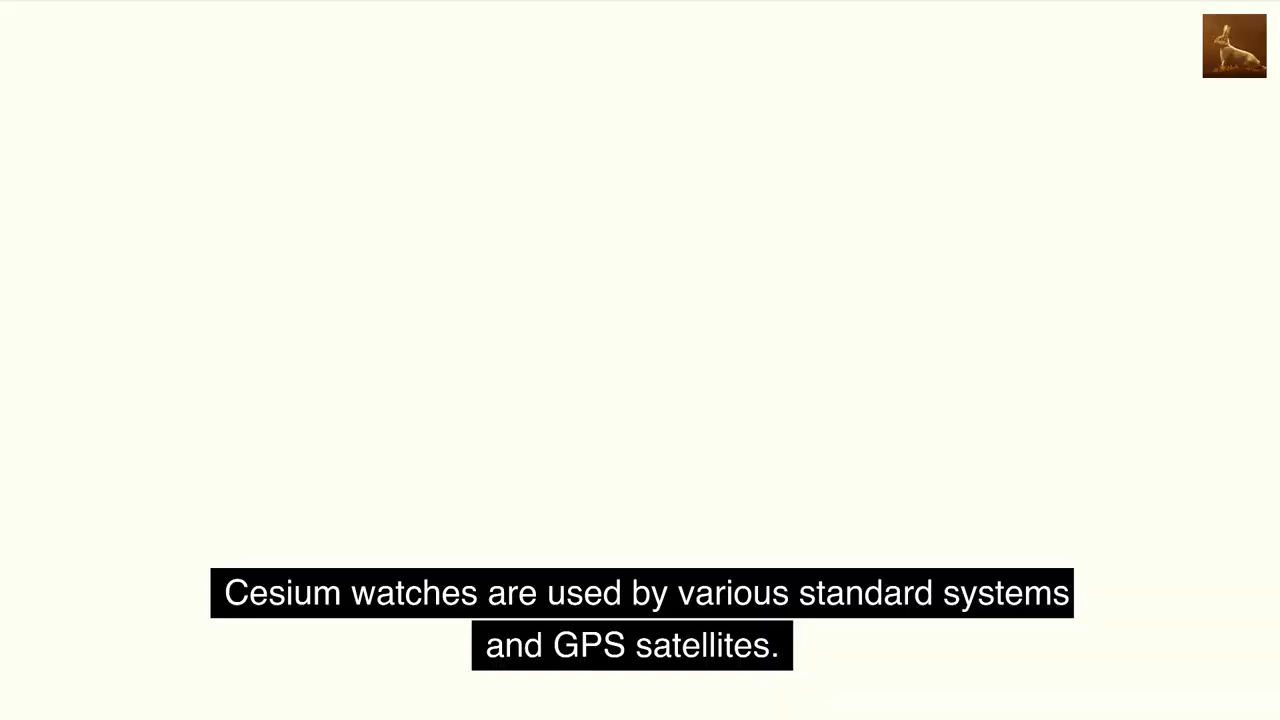 Cesium watches are used by various standard systems
and GPS satellites.